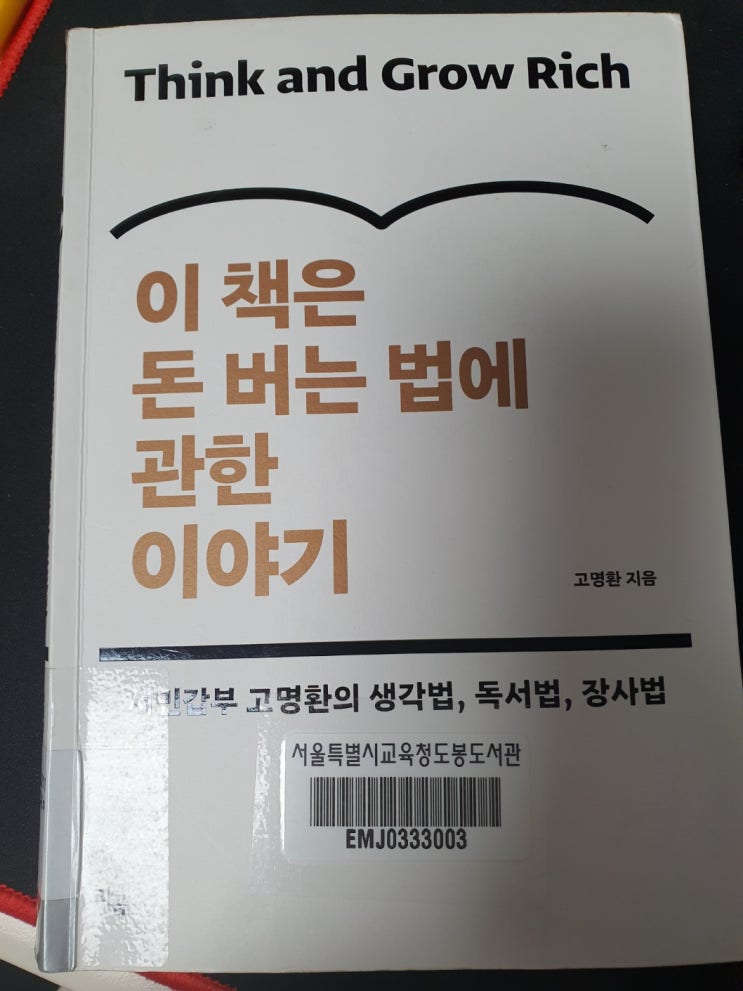 Think and Grow Rich
이 책은
돈 버는 법에
관한
이야기
고명환 지음
서민갑부 고명환의 생각법, 독서법, 장사법
서울특별시교육청도봉도서관
EMJ0333003